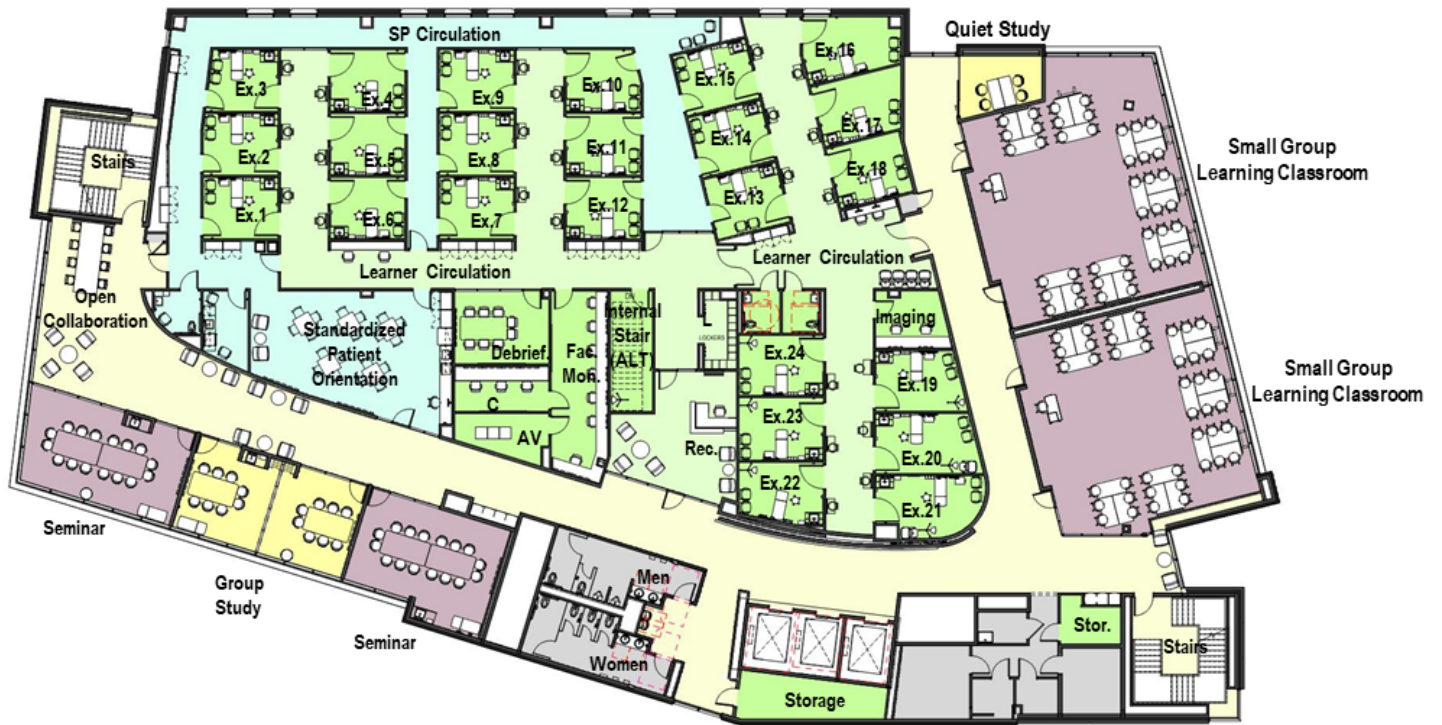 Quiet Study
SP Circulation
Ex.16
Ex.15
Ex.3
Ex.4
Ex.9
Ex.10
Ex.17
Ex.14
Ex.2
Ex.5
Ex.8
Ex.11
Ex.18
Ex.13
Ex.1
Ex.6
Ex.7
Ex.12
Stairs
Small Group
Learning Classroom
Learner Circulation
Learner Circulation
Open
Collaboration
Standardized
Patient
Orientation
Debrief.
Fac.
Mon.
C
AV
DN
Internal
Stair
(ALT)
LOCKERS
Rec.
Imaging
Ex.24
Ex.19
Ex.23
Ex.20
Ex.22
Ex.21
Small Group
Learning Classroom
Seminar
Group
Study
Seminar
Men
Women
Storage
Stor.
Stairs